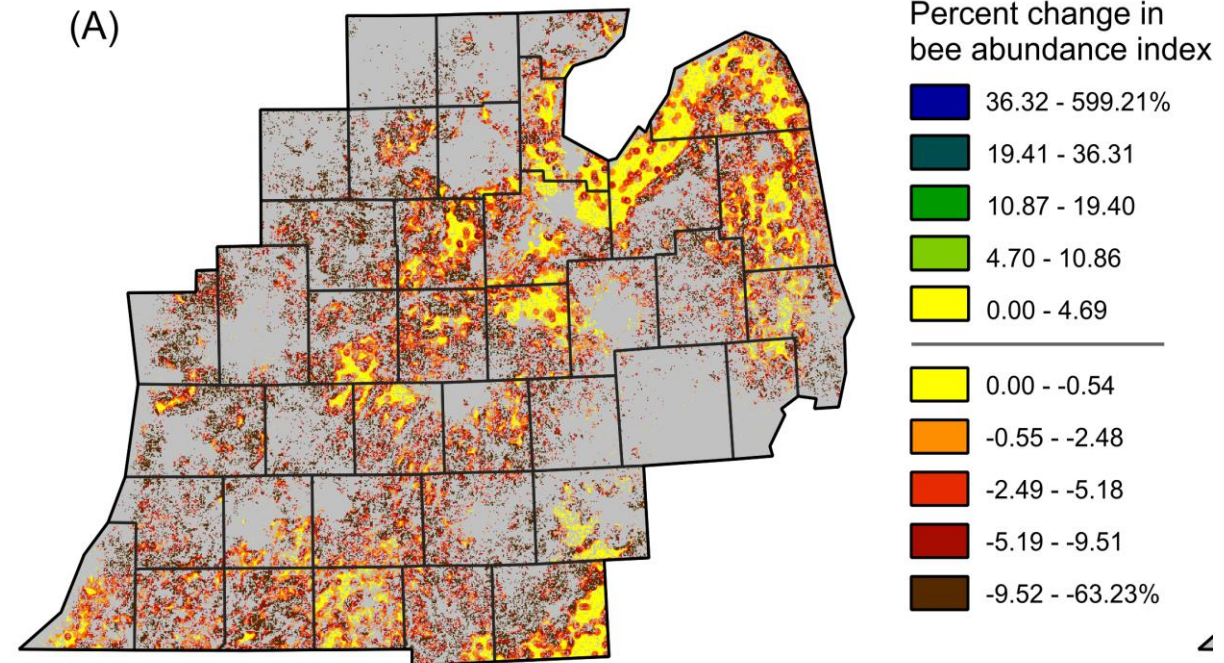 (A)
Percent change in
bee abundance index
36.32 - 599.21%
19.41 - 36.31
10.87 - 19.40
4.70 - 10.86
0.00 - 4.69
0.00 - -0.54
-0.55 - -2.48
-2.49 - -5.18
-5.19 - -9.51
-9.52 - -63.23%